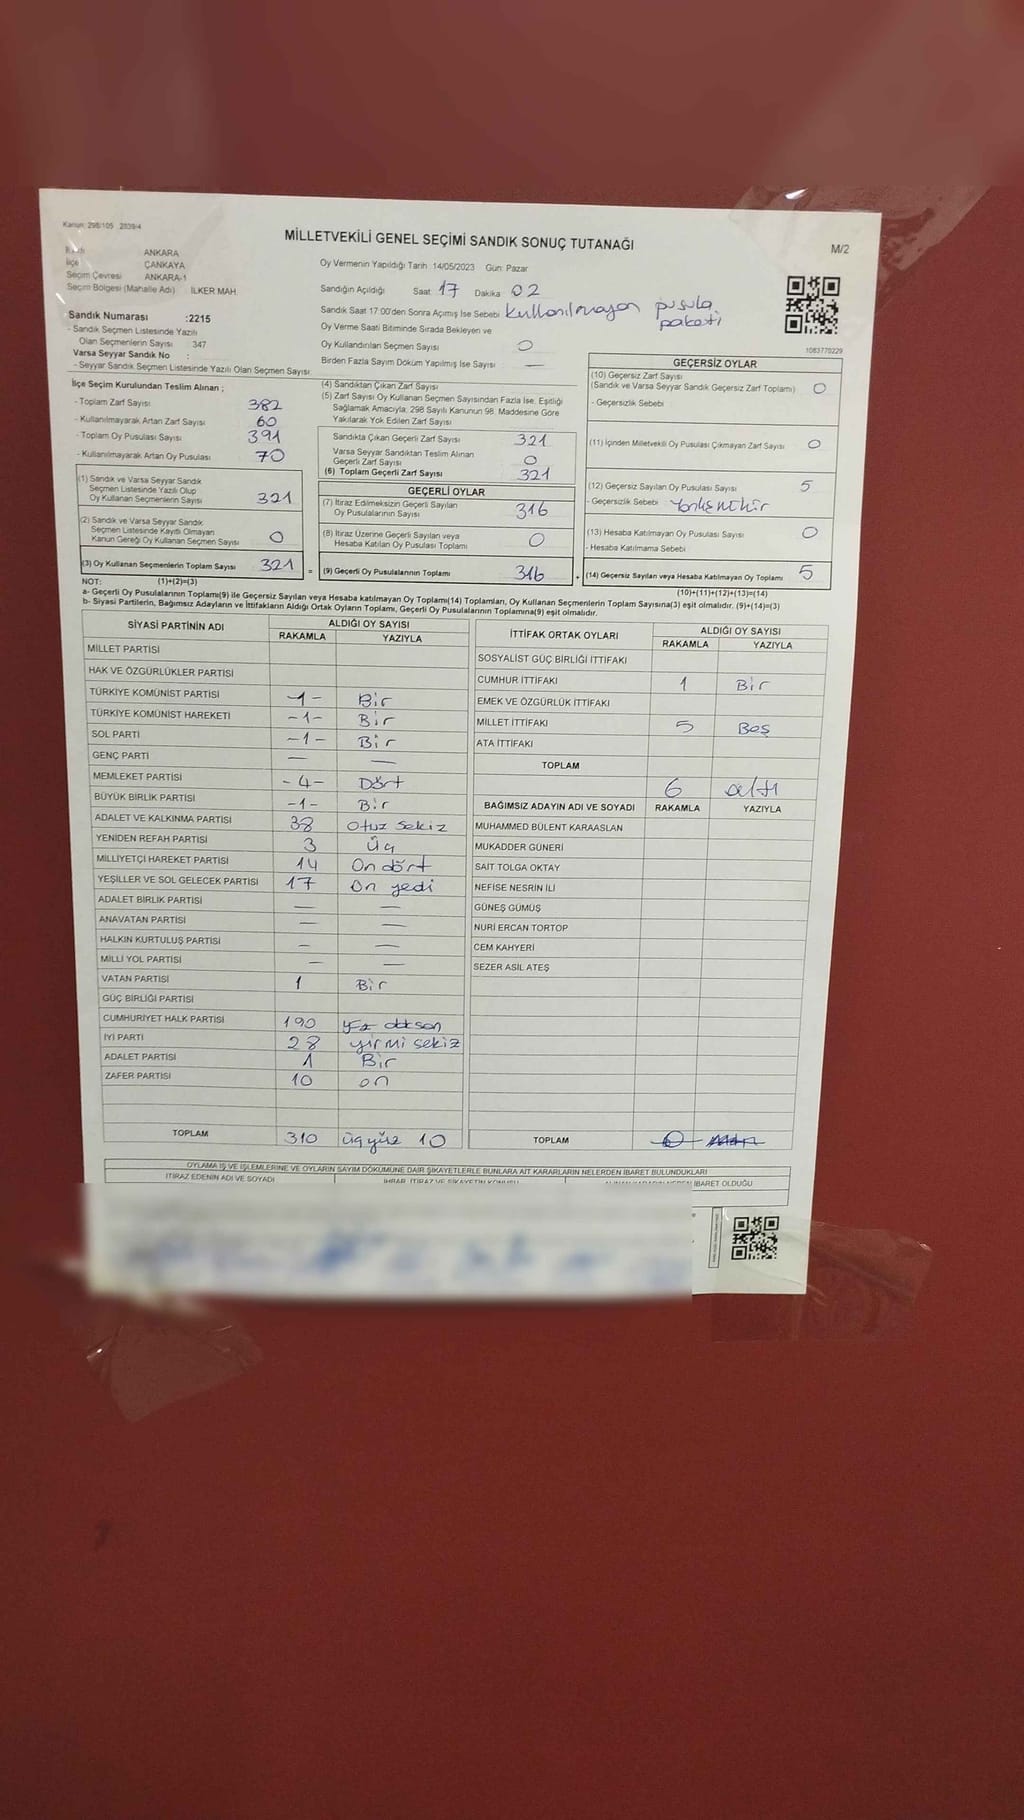 Kanun: 298/105 2839/4
MİLLETVEKİLİ GENEL SEÇİMİ SANDIK SONUÇ TUTANAĞI
M/2
ANKARA
İlçe ÇANKAYA
Seçim Çevresi ANKARA-1
Seçim Bölgesi (Mahalle Adı) İLKER MAH.
Oy Vermenin Yapıldığı Tarih 14/05/2023 Gün: Pazar
Sandığın Açıldığı Saat 17 Dakika 02
Sandık Saat 17:00'den Sonra Açımış İse Sebebi kullanılmayan pusula
paketi
Oy Verme Saati Bitiminde Sırada Bekleyen ve
Oy Kullandırılan Seçmen Sayısı 0
Birden Fazla Sayım Döküm Yapılmış İse Sayısı —
1083770229
Sandık Numarası :2215
- Sandık Seçmen Listesinde Yazılı
Olan Seçmenlerin Sayısı 347
Varsa Seyyar Sandık No :
- Seyyar Sandık Seçmen Listesinde Yazılı Olan Seçmen Sayısı:
İlçe Seçim Kurulundan Teslim Alınan ;
- Toplam Zarf Sayısı 382
- Kullanılmayarak Artan Zarf Sayısı 60
- Toplam Oy Pusulası Sayısı 391
- Kullanılmayarak Artan Oy Pusulası 70
(1) Sandık ve Varsa Seyyar Sandık
Seçmen Listesinde Yazılı Olup
Oy Kullanan Seçmenlerin Sayısı 321
(2) Sandık ve Varsa Seyyar Sandık
Seçmen Listesinde Kayıtlı Olmayan
Kanun Gereği Oy Kullanan Seçmen Sayısı 0
(3) Oy Kullanan Seçmenlerin Toplam Sayısı 321 =
(4) Sandıktan Çıkan Zarf Sayısı
(5) Zarf Sayısı Oy Kullanan Seçmen Sayısından Fazla İse, Eşitliği
Sağlamak Amacıyla; 298 Sayılı Kanunun 98. Maddesine Göre
Yakılarak Yok Edilen Zarf Sayısı
Sandıkta Çıkan Geçerli Zarf Sayısı 321
Varsa Seyyar Sandıktan Teslim Alınan
Geçerli Zarf Sayısı 0
(6) Toplam Geçerli Zarf Sayısı 321
GEÇERLİ OYLAR
(7) İtiraz Edilmeksizin Geçerli Sayılan
Oy Pusulalarının Sayısı 316
(8) İtiraz Üzerine Geçerli Sayılan veya
Hesaba Katılan Oy Pusulası Toplamı 0
(9) Geçerli Oy Pusulalarının Toplamı 316 +
GEÇERSİZ OYLAR
(10) Geçersiz Zarf Sayısı
(Sandık ve Varsa Seyyar Sandık Geçersiz Zarf Toplamı) 0
- Geçersizlik Sebebi
(11) İçinden Milletvekili Oy Pusulası Çıkmayan Zarf Sayısı 0
(12) Geçersiz Sayılan Oy Pusulası Sayısı 5
- Geçersizlik Sebebi
(13) Hesaba Katılmayan Oy Pusulası Sayısı 0
- Hesaba Katılmama Sebebi
(14) Geçersiz Sayılan veya Hesaba Katılmayan Oy Toplamı 5
NOT: (1)+(2)=(3) (10)+(11)+(12)+(13)=(14)
a- Geçerli Oy Pusulalarının Toplamı(9) ile Geçersiz Sayılan veya Hesaba Katılmayan Oy Toplamı(14) Toplamları, Oy Kullanan Seçmenlerin Toplam Sayısına(3) eşit olmalıdır. (9)+(14)=(3)
b- Siyasi Partilerin, Bağımsız Adayların ve İttifakların Aldığı Ortak Oyların Toplamı, Geçerli Oy Pusulalarının Toplamına(9) eşit olmalıdır.
SİYASİ PARTİNİN ADI ALDIĞI OY SAYISI
RAKAMLA YAZIYLA
MİLLET PARTİSİ
HAK VE ÖZGÜRLÜKLER PARTİSİ
TÜRKİYE KOMÜNİST PARTİSİ -1- Bir
TÜRKİYE KOMÜNİST HAREKETİ -1- Bir
SOL PARTİ -1- Bir
GENÇ PARTİ — —
MEMLEKET PARTİSİ -4- Dört
BÜYÜK BİRLİK PARTİSİ -1- Bir
ADALET VE KALKINMA PARTİSİ 38 otuz sekiz
YENİDEN REFAH PARTİSİ 3 Üç
MİLLİYETÇİ HAREKET PARTİSİ 14 On dört
YEŞİLLER VE SOL GELECEK PARTİSİ 17 On yedi
ADALET BİRLİK PARTİSİ — —
ANAVATAN PARTİSİ — —
HALKIN KURTULUŞ PARTİSİ — —
MİLLİ YOL PARTİSİ — —
VATAN PARTİSİ 1 Bir
GÜÇ BİRLİĞİ PARTİSİ
CUMHURİYET HALK PARTİSİ 190 yüz doksan
İYİ PARTİ 28 yirmi sekiz
ADALET PARTİSİ 1 Bir
ZAFER PARTİSİ 10 on
TOPLAM 310 üçyüz 10
İTTİFAK ORTAK OYLARI ALDIĞI OY SAYISI
RAKAMLA YAZIYLA
SOSYALİST GÜÇ BİRLİĞİ İTTİFAKI
CUMHUR İTTİFAKI 1 Bir
EMEK VE ÖZGÜRLÜK İTTİFAKI
MİLLET İTTİFAKI 5 Beş
ATA İTTİFAKI
TOPLAM
6 altı
BAĞIMSIZ ADAYIN ADI VE SOYADI RAKAMLA YAZIYLA
MUHAMMED BÜLENT KARAASLAN
MUKADDER GÜNERİ
SAİT TOLGA OKTAY
NEFİSE NESRİN İLİ
GÜNEŞ GÜMÜŞ
NURİ ERCAN TORTOP
CEM KAHYERİ
SEZER ASİL ATEŞ
TOPLAM
OYLAMA İŞ VE İŞLEMLERİNE VE OYLARIN SAYIM DÖKÜMÜNE DAİR ŞİKAYETLERLE BUNLARA AİT KARARLARIN NELERDEN İBARET BULUNDUKLARI
İTİRAZ EDENİN ADI VE SOYADI İHBAR, İTİRAZ VE ŞİKAYETİN KONUSU İBARET OLDUĞU